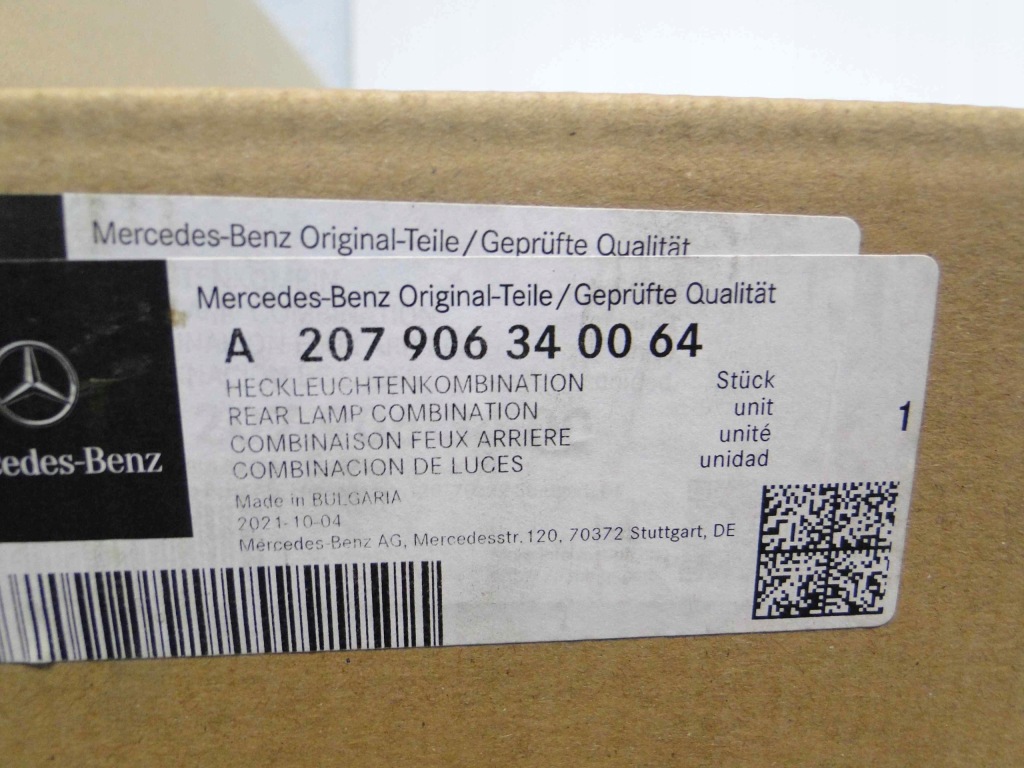 Mercedes-Benz Original-Teile/Geprüfte Qualität
Mercedes-Benz Original-Teile/Geprüfte Qualität
A 207 906 34 00 64
HECKLEUCHTENKOMBINATION Stück
REAR LAMP COMBINATION unit
COMBINAISON FEUX ARRIERE unité
COMBINACION DE LUCES unidad
1
edes-Benz
Made in BULGARIA
2021-10-04
Mercedes-Benz AG, Mercedesstr. 120, 70372 Stuttgart, DE